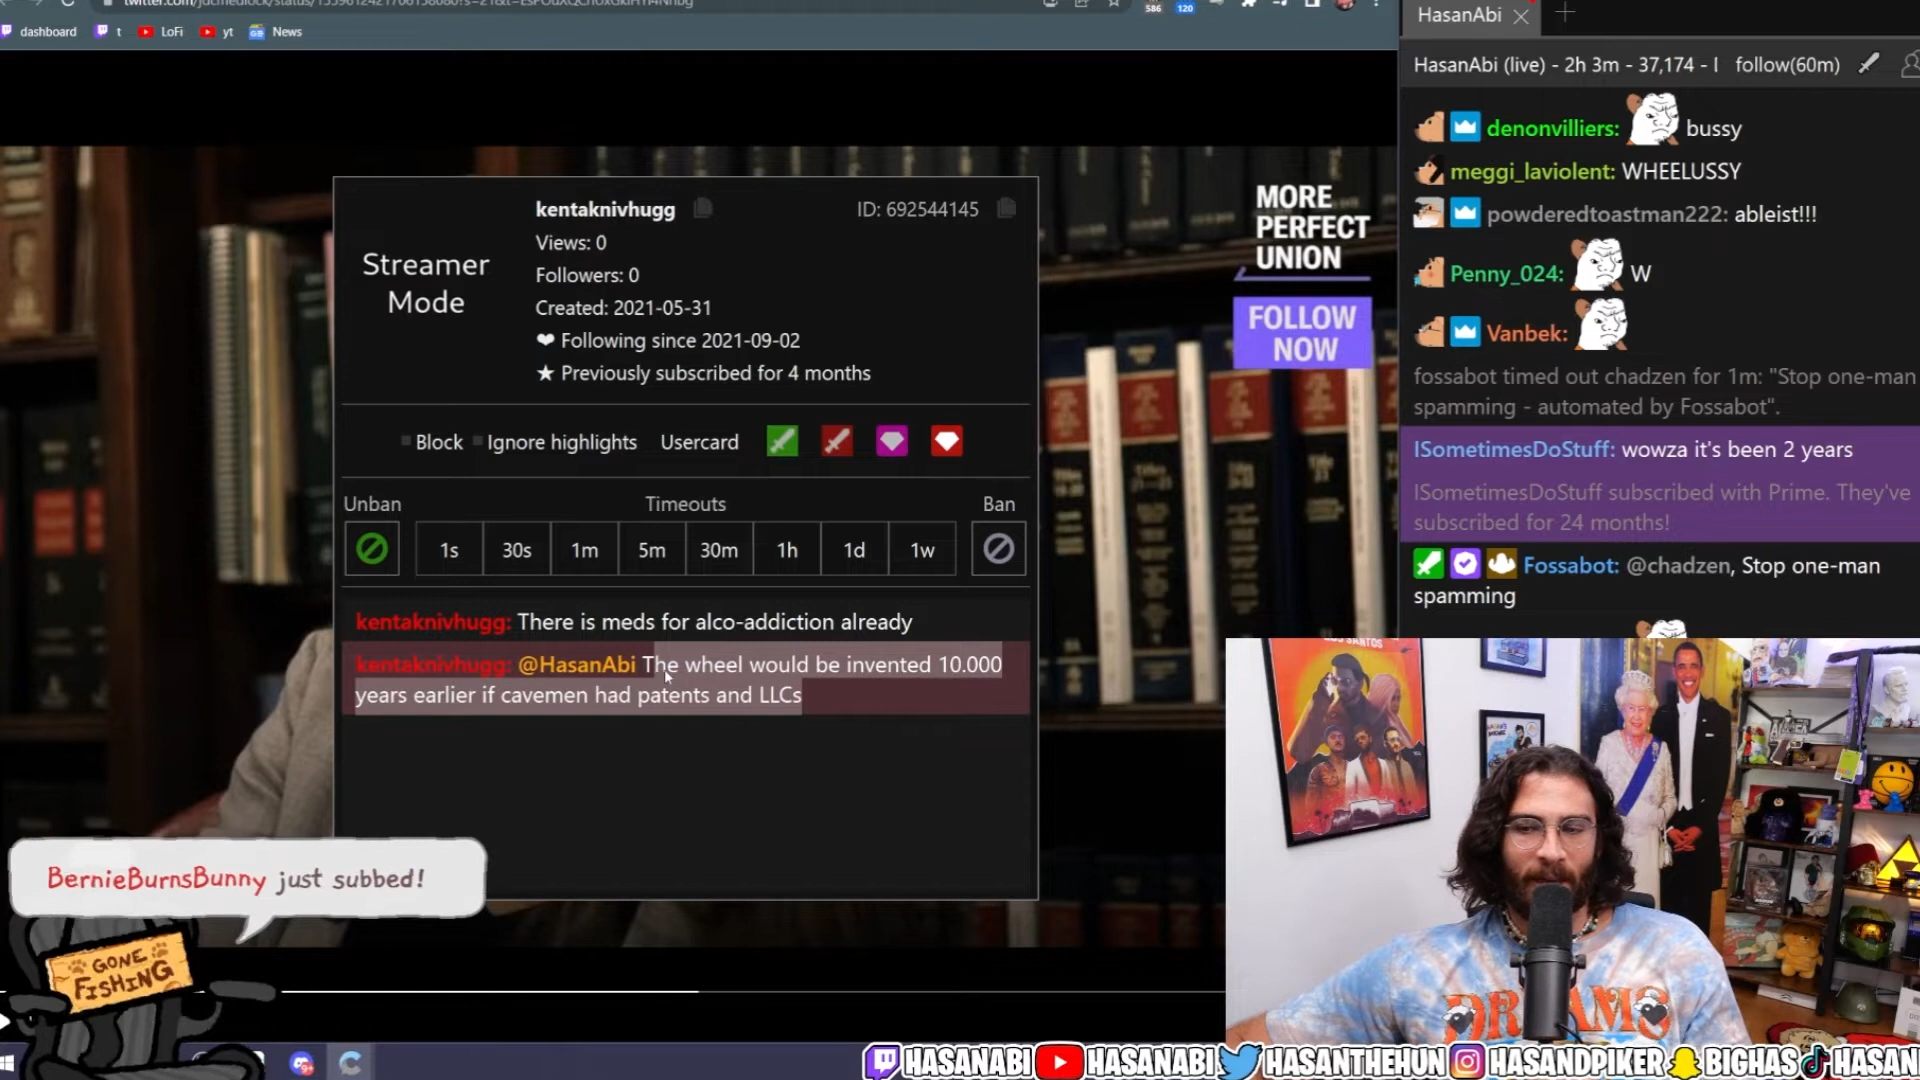 dashboard t LiFi yt News
MORE
PERFECT
UNION
FOLLOW
NOW
Streamer
Mode
kentaknivhugg ID: 692544145
Views: 0
Followers: 0
Created: 2021-05-31
❤ Following since 2021-09-02
★ Previously subscribed for 4 months
Block Ignore highlights Usercard
Unban Timeouts Ban
1s 30s 1m 5m 30m 1h 1d 1w
kentaknivhugg: There is meds for alco-addiction already
kentaknivhugg: @HasanAbi The wheel would be invented 10.000
years earlier if cavemen had patents and LLCs
BernieBurnsBunny just subbed!
GONE
FISHING
HasanAbi
HasanAbi (live) - 2h 3m - 37,174 - follow(60m)
denonvilliers: bussy
meggi_laviolent: WHEELUSSY
powderedtoastman222: ableist!!!
Penny_024: W
Vanbek:
fossabot timed out chadzen for 1m: "Stop one-man
spamming - automated by Fossabot".
ISometimesDoStuff: wowza it's been 2 years
ISometimesDoStuff subscribed with Prime. They've
subscribed for 24 months!
Fossabot: @chadzen, Stop one-man
spamming
586 120
DREAMS
HASANABI HASANABI HASANTHEHUN HASANDPIKER BIGHAS HASAN